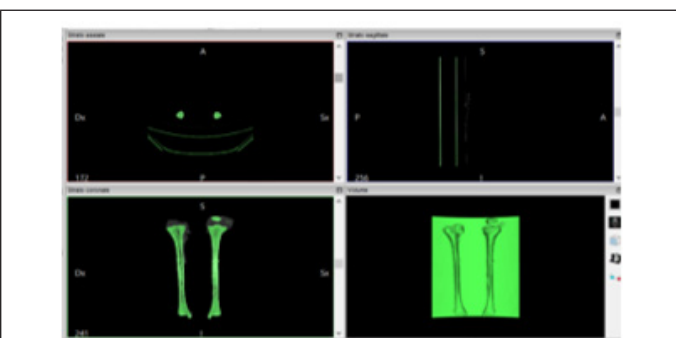 Strato assiale
Strato sagittale
A
S
Dx
Sx
P
A
172
P
256
I
Strato coronale
Volume
S
Dx
Sx
241
I